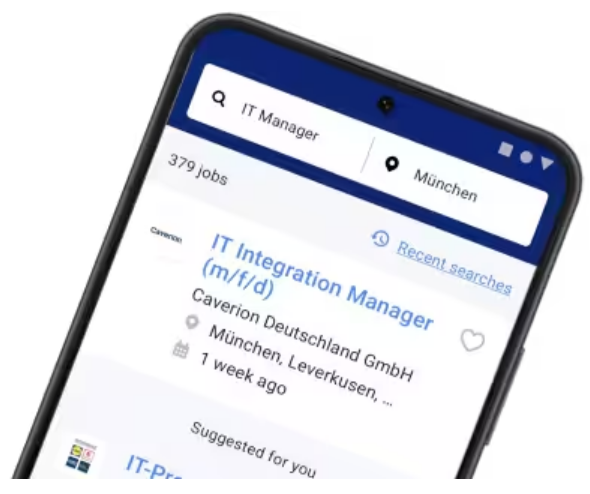 IT Manager
München
379 jobs
Recent searches
Caverion
IT Integration Manager
(m/f/d)
Caverion Deutschland GmbH
München, Leverkusen, ...
1 week ago
Suggested for you
IT-Pro